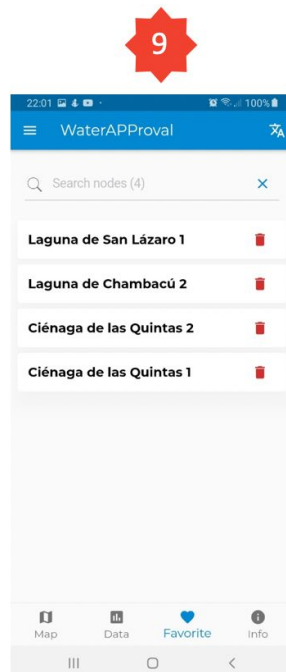 9
22:01 100%
WaterAPProval
Search nodes (4)
Laguna de San Lázaro 1
Laguna de Chambacú 2
Ciénaga de las Quintas 2
Ciénaga de las Quintas 1
Map Data Favorite Info